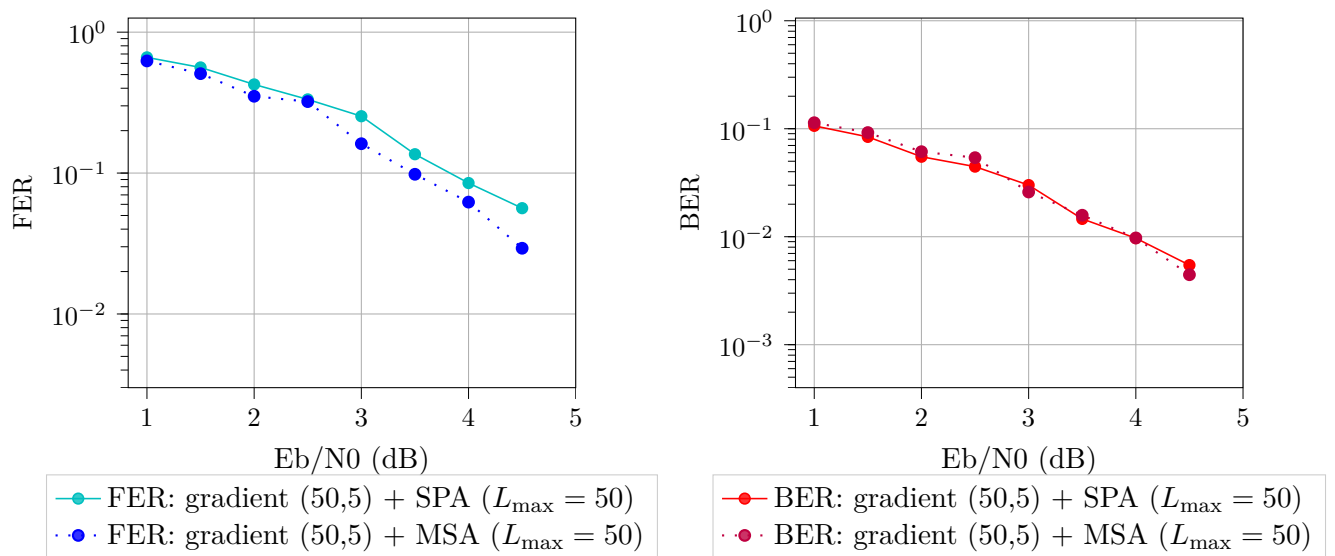 10^0
10^{-1}
10^{-2}
FER
1 2 3 4 5
Eb/N0 (dB)
FER: gradient (50,5) + SPA (L_max = 50)
FER: gradient (50,5) + MSA (L_max = 50)
10^0
10^{-1}
10^{-2}
10^{-3}
BER
1 2 3 4 5
Eb/N0 (dB)
BER: gradient (50,5) + SPA (L_max = 50)
BER: gradient (50,5) + MSA (L_max = 50)